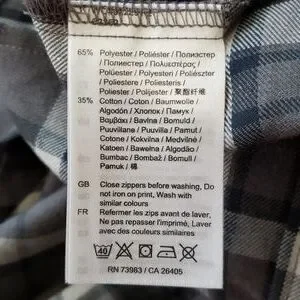 65% Polyester / Poliéster / Полиэстер
/ Полиестер / Πολυεστέρας /
Poliester / Polyesteri / Poliészter
/ Poliestere / Poliesteris /
Poliester / Polijester / 聚酯纤维
35% Cotton / Coton / Baumwolle /
Algodón / Хлопок / Памук /
Βαμβάκι / Bavlna / Bomuld /
Puuvillane / Puuvilla / Pamut /
Cotone / Kokvilna / Medvilnė /
Katoen / Bawełna / Algodão /
Bumbac / Bombaž / Bomull /
Pamuk / 棉
GB Close zippers before washing, Do
not iron on print, Wash with
similar colours
FR Refermer les zips avant de laver,
Ne pas repasser l'imprimé, Laver
avec des couleurs similaires
40
RN 73983 / CA 26405